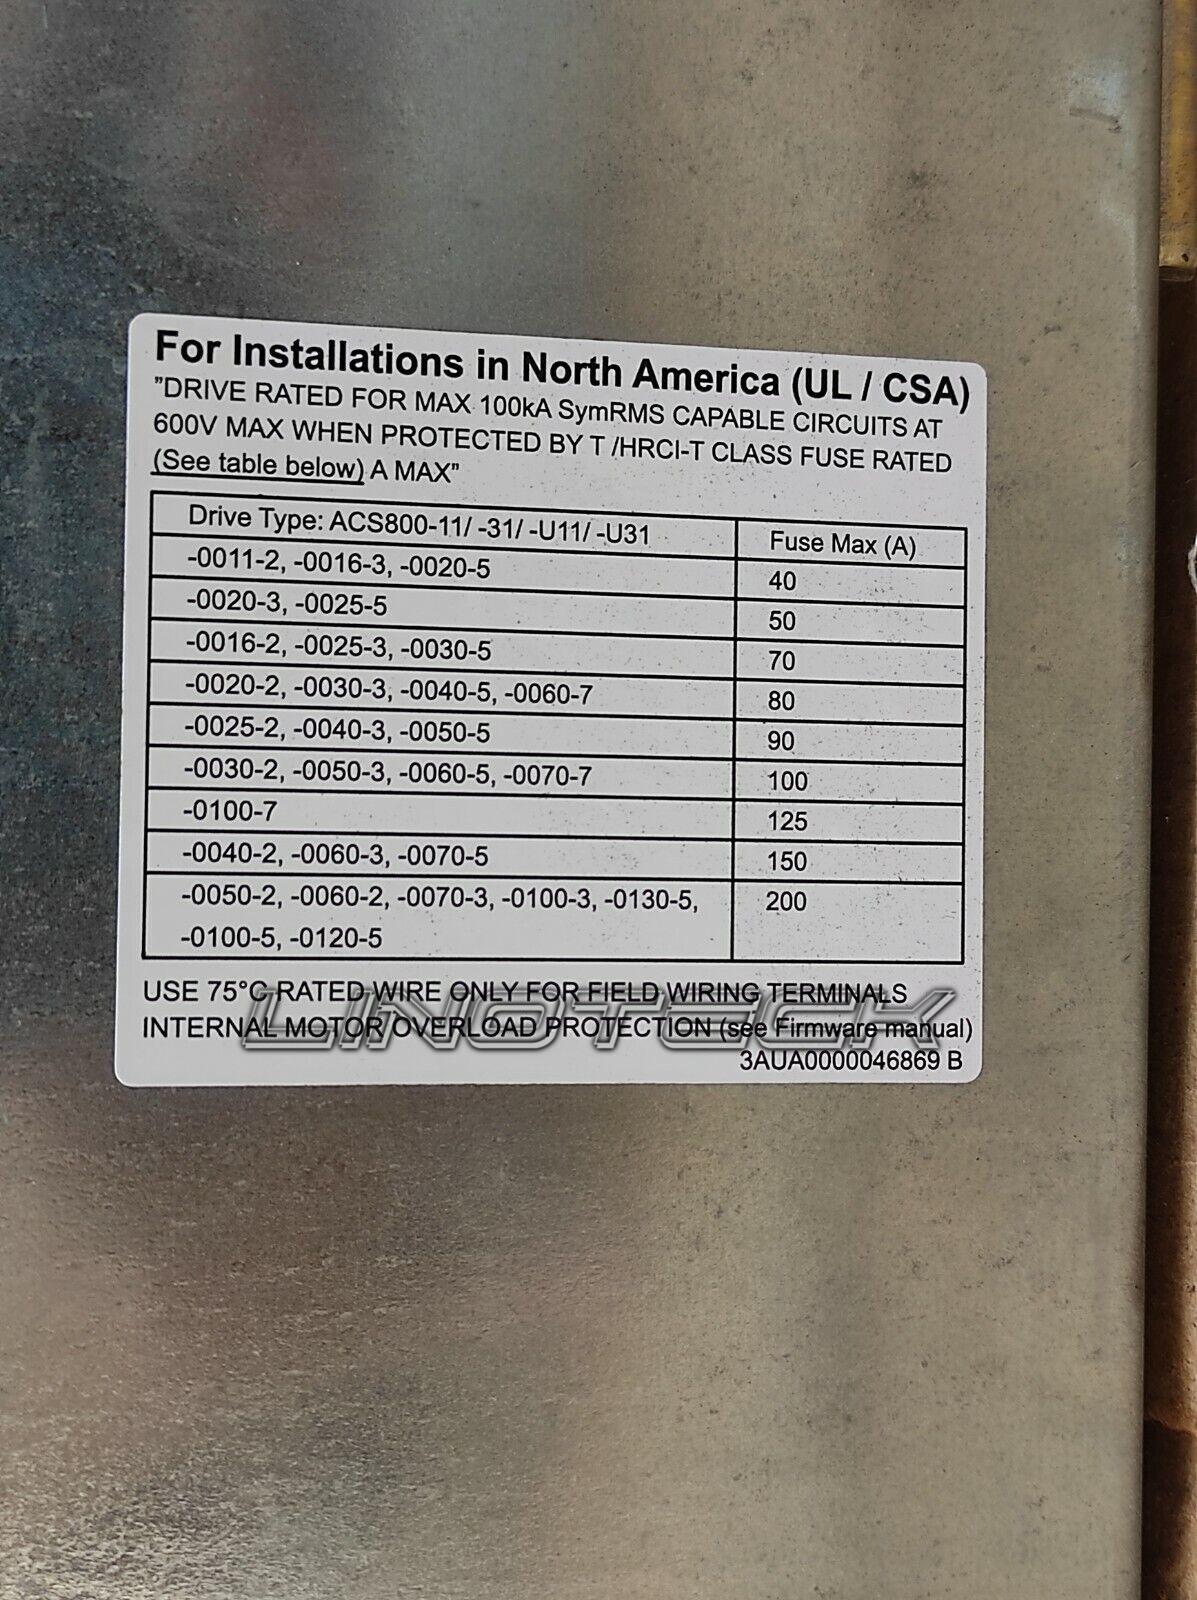 For Installations in North America (UL / CSA)
"DRIVE RATED FOR MAX 100kA SymRMS CAPABLE CIRCUITS AT
600V MAX WHEN PROTECTED BY T /HRCI-T CLASS FUSE RATED
(See table below) A MAX"
Drive Type: ACS800-11/ -31/ -U11/ -U31 Fuse Max (A)
-0011-2, -0016-3, -0020-5 40
-0020-3, -0025-5 50
-0016-2, -0025-3, -0030-5 70
-0020-2, -0030-3, -0040-5, -0060-7 80
-0025-2, -0040-3, -0050-5 90
-0030-2, -0050-3, -0060-5, -0070-7 100
-0100-7 125
-0040-2, -0060-3, -0070-5 150
-0050-2, -0060-2, -0070-3, -0100-3, -0130-5, 200
-0100-5, -0120-5
USE 75°C RATED WIRE ONLY FOR FIELD WIRING TERMINALS
LINOTECK
INTERNAL MOTOR OVERLOAD PROTECTION (see Firmware manual)
3AUA0000046869 B